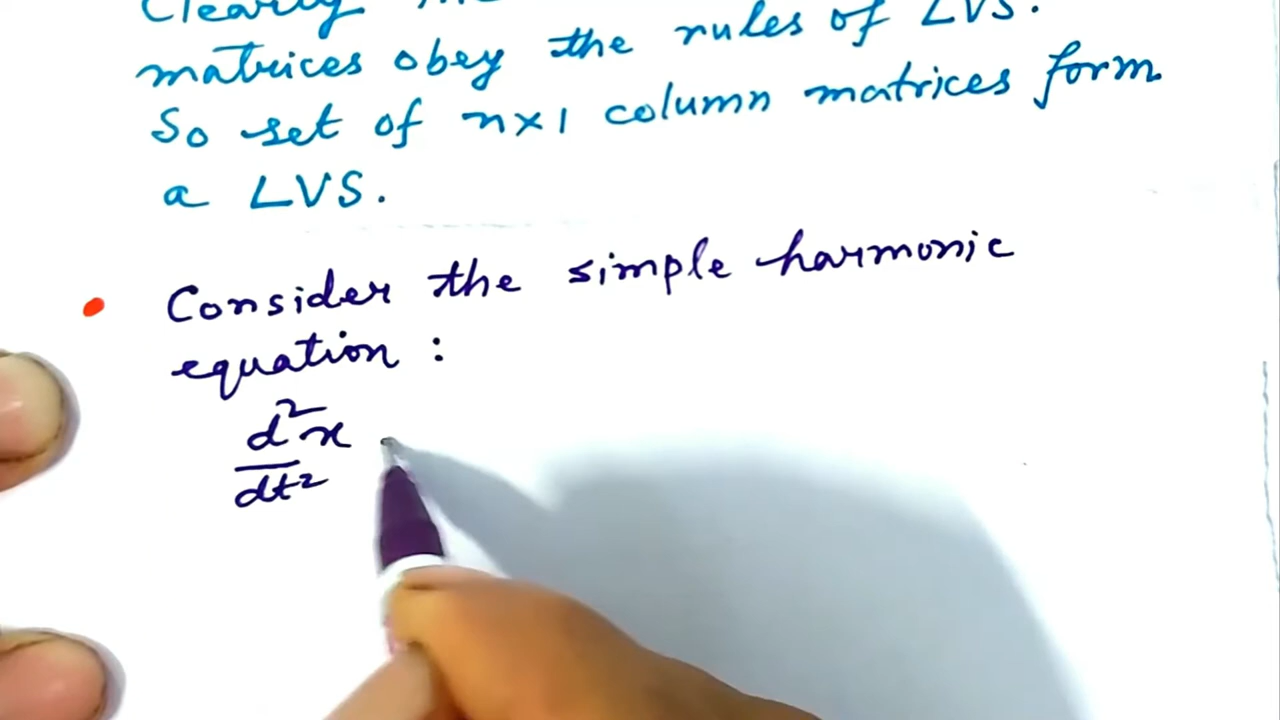 Clearly
matrices obey the rules of LVS.
So set of n×1 column matrices form
a LVS.
• Consider the simple harmonic
equation :
d²x
dt²